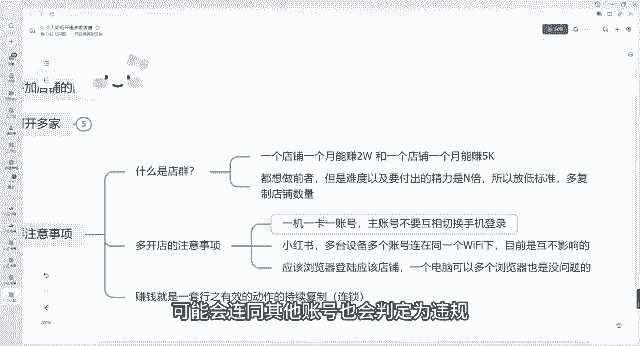 加店铺的
开多家 5
什么是店群?
一个店铺一个月能赚2W 和一个店铺一个月能赚5K
都想做前者,但是难度以及要付出的精力是N倍,所以放低标准,多复
制店铺数量
注意事项
多开店的注意事项
一机一卡一账号,主账号不要互相切换手机登录
小红书,多台设备多个账号连在同一个WiFi下,目前是互不影响的
应该浏览器登陆应该店铺,一个电脑可以多个浏览器也是没问题的
赚钱就是一套行之有效的动作的持续复制(连锁)
可能会连同其他账号也会判定为违规